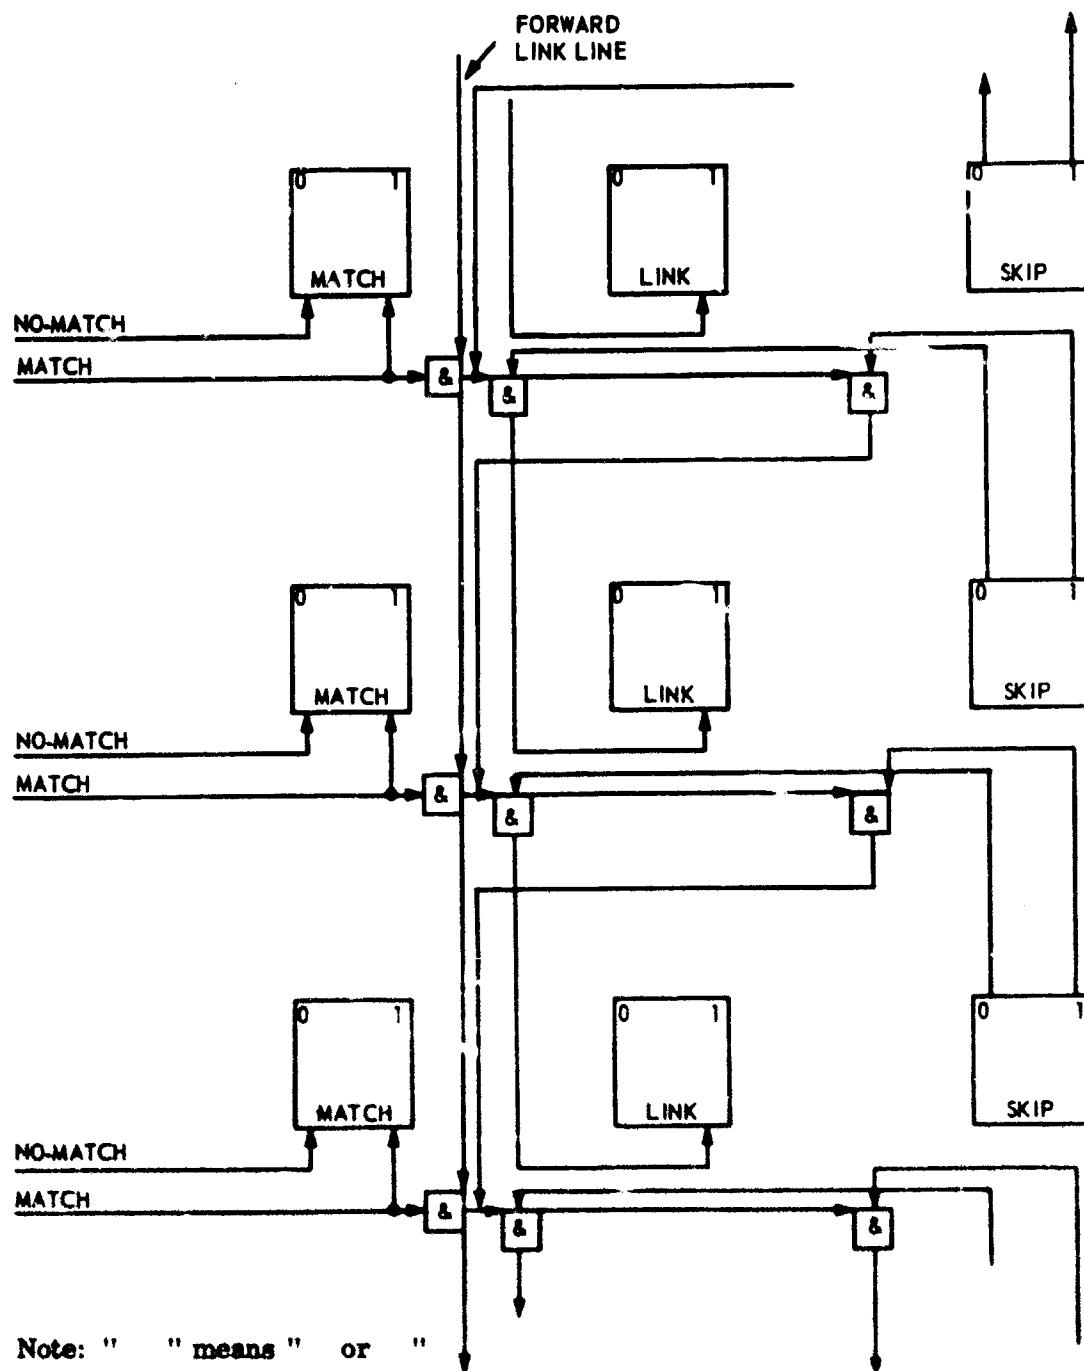 FORWARD
LINK LINE
0 1
MATCH
0 1
LINK
0 1
SKIP
NO-MATCH
MATCH
&
&
&
0 1
MATCH
0 1
LINK
0 1
SKIP
NO-MATCH
MATCH
&
&
&
0 1
MATCH
0 1
LINK
0 1
SKIP
NO-MATCH
MATCH
&
&
&
Note: " " means " or "